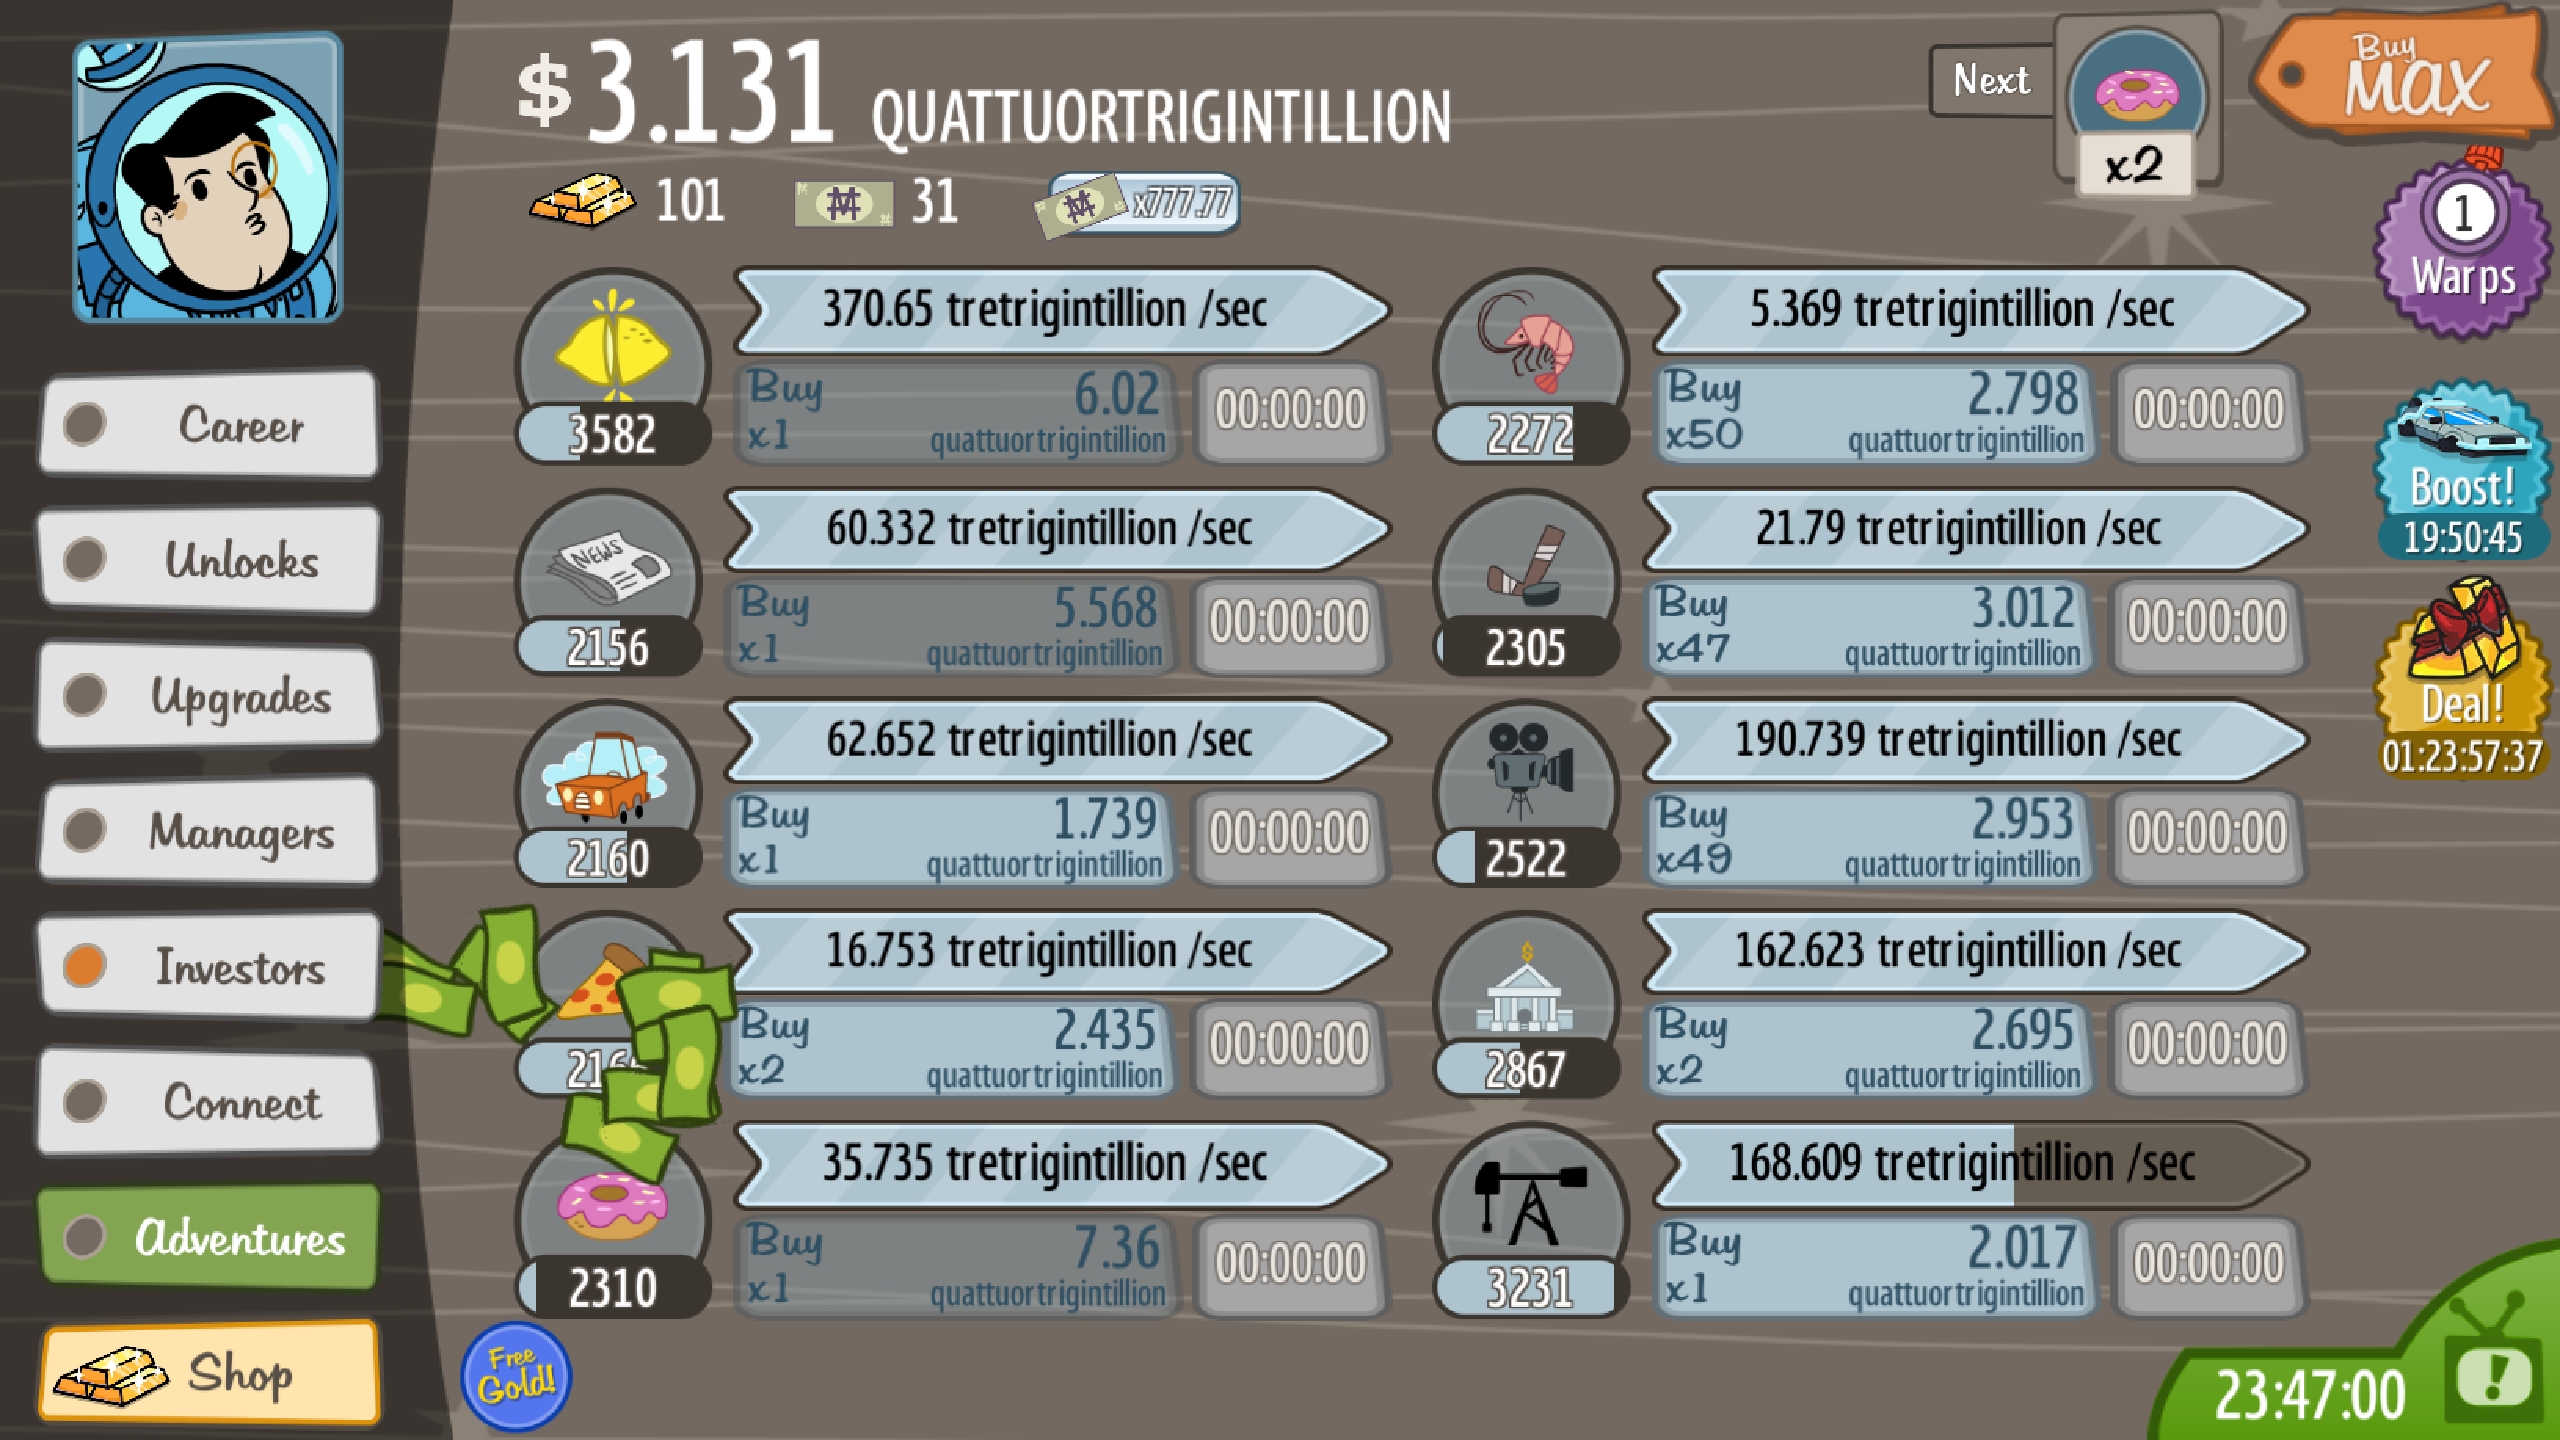 $3.131 QUATTUORTRIGINTILLION
Next
x2
Buy
MAX
101
31
x777.77
1
Warps
Boost!
19:50:45
Deal!
01:23:57:37
Career
Unlocks
Upgrades
Managers
Investors
Connect
Adventures
Shop
370.65 tretrigintillion /sec
3582
Buy 6.02
x1 quattuortrigintillion
00:00:00
NEWS
60.332 tretrigintillion /sec
2156
Buy 5.568
x1 quattuortrigintillion
00:00:00
62.652 tretrigintillion /sec
2160
Buy 1.739
x1 quattuortrigintillion
00:00:00
16.753 tretrigintillion /sec
Buy 2.435
x2 quattuortrigintillion
00:00:00
35.735 tretrigintillion /sec
2310
Buy 7.36
x1 quattuortrigintillion
00:00:00
5.369 tretrigintillion /sec
2272
Buy 2.798
x50 quattuortrigintillion
00:00:00
21.79 tretrigintillion /sec
2305
Buy 3.012
x47 quattuortrigintillion
00:00:00
190.739 tretrigintillion /sec
2522
Buy 2.953
x49 quattuortrigintillion
00:00:00
$
162.623 tretrigintillion /sec
2867
Buy 2.695
x2 quattuortrigintillion
00:00:00
168.609 tretrigintillion /sec
3231
Buy 2.017
x1 quattuortrigintillion
00:00:00
Free
Gold!
23:47:00
!